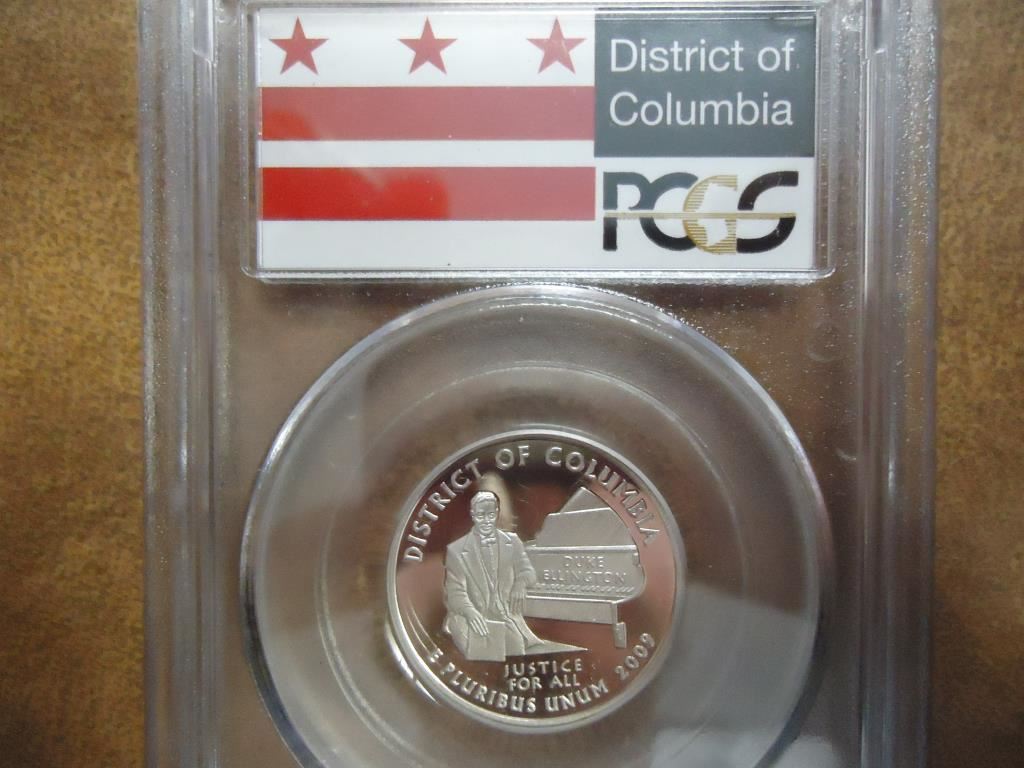 District of
Columbia
PCGS
DISTRICT OF COLUMBIA
DUKE
ELLINGTON
JUSTICE
FOR ALL
E PLURIBUS UNUM 2009